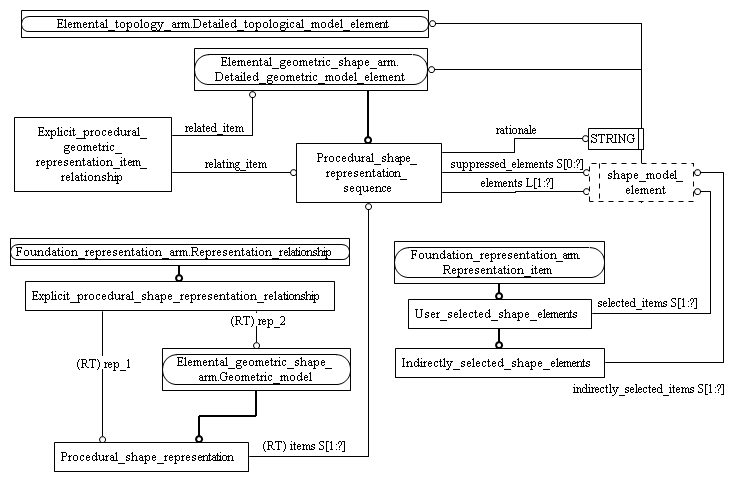 Elemental_topology_arm.Detailed_topological_model_element
Elemental_geometric_shape_arm.
Detailed_geometric_model_element
Explicit_procedural_
geometric_
representation_item_
relationship
related_item
relating_item
Procedural_shape_
representation_
sequence
rationale
STRING
suppressed_elements S[0:?]
elements L[1:?]
shape_model_
element
Foundation_representation_arm.Representation_relationship
Explicit_procedural_shape_representation_relationship
(RT) rep_2
(RT) rep_1
Elemental_geometric_shape_
arm.Geometric_model
Procedural_shape_representation
(RT) items S[1:?]
Foundation_representation_arm.
Representation_item
User_selected_shape_elements
selected_items S[1:?]
Indirectly_selected_shape_elements
indirectly_selected_items S[1:?]